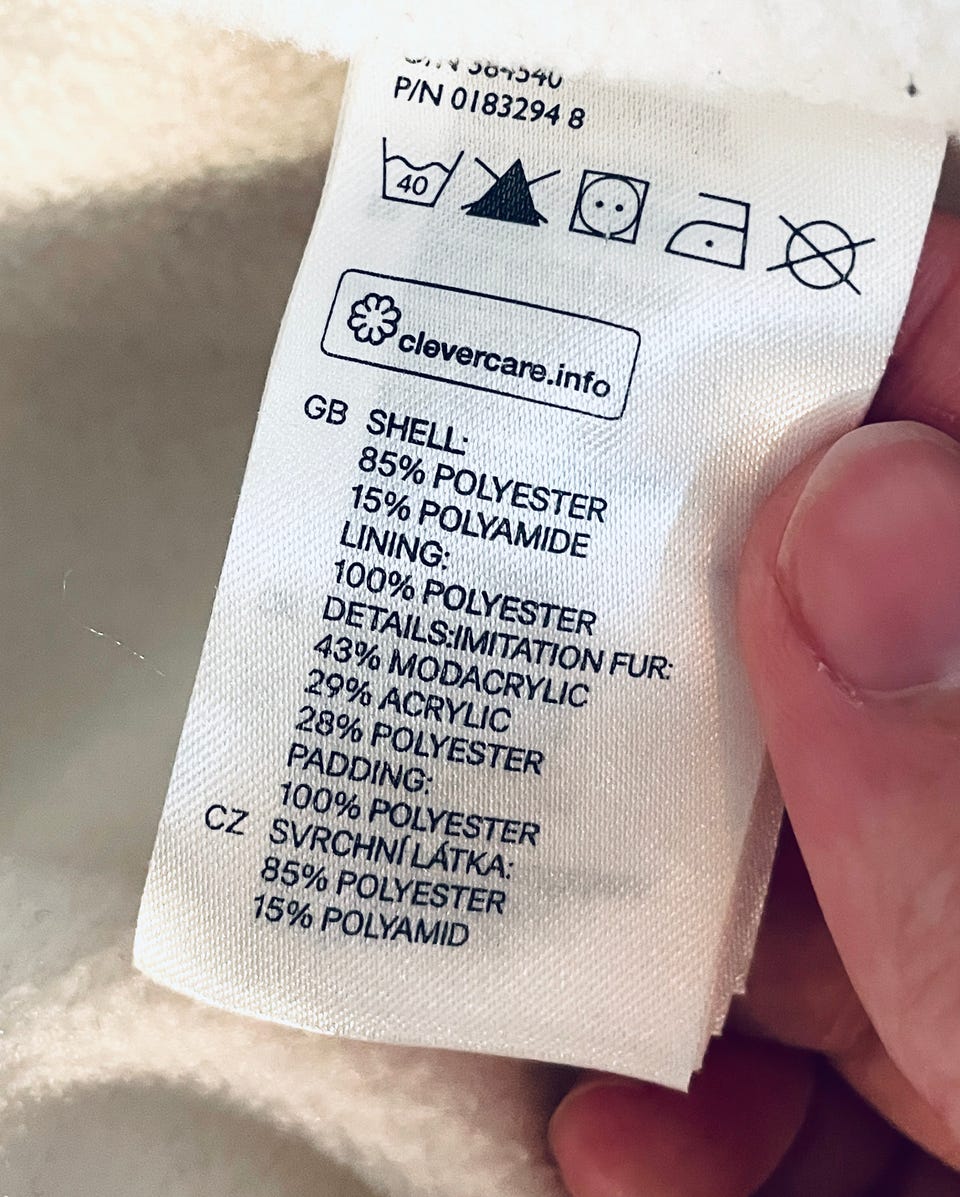 P/N 0183294 8
40
clevercare.info
GB SHELL:
85% POLYESTER
15% POLYAMIDE
LINING:
100% POLYESTER
DETAILS:IMITATION FUR:
43% MODACRYLIC
29% ACRYLIC
28% POLYESTER
PADDING:
100% POLYESTER
CZ SVRCHNÍ LÁTKA:
85% POLYESTER
15% POLYAMID